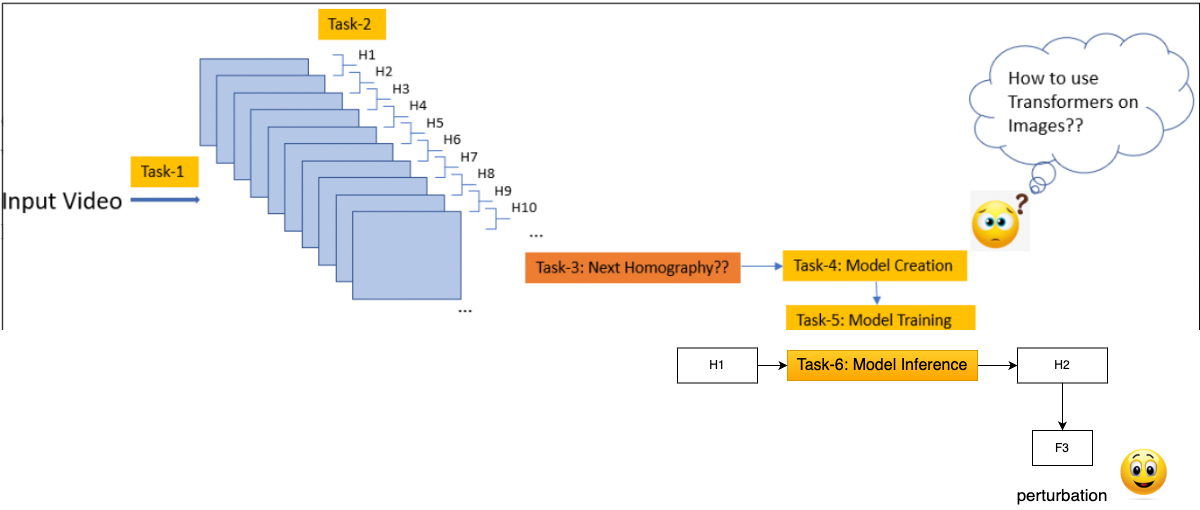 Task-2
H1
H2
H3
H4
H5
H6
H7
H8
H9
H10
...
How to use
Transformers on
Images??
?
Task-1
Input Video
...
Task-3: Next Homography??
Task-4: Model Creation
Task-5: Model Training
H1
Task-6: Model Inference
H2
F3
perturbation